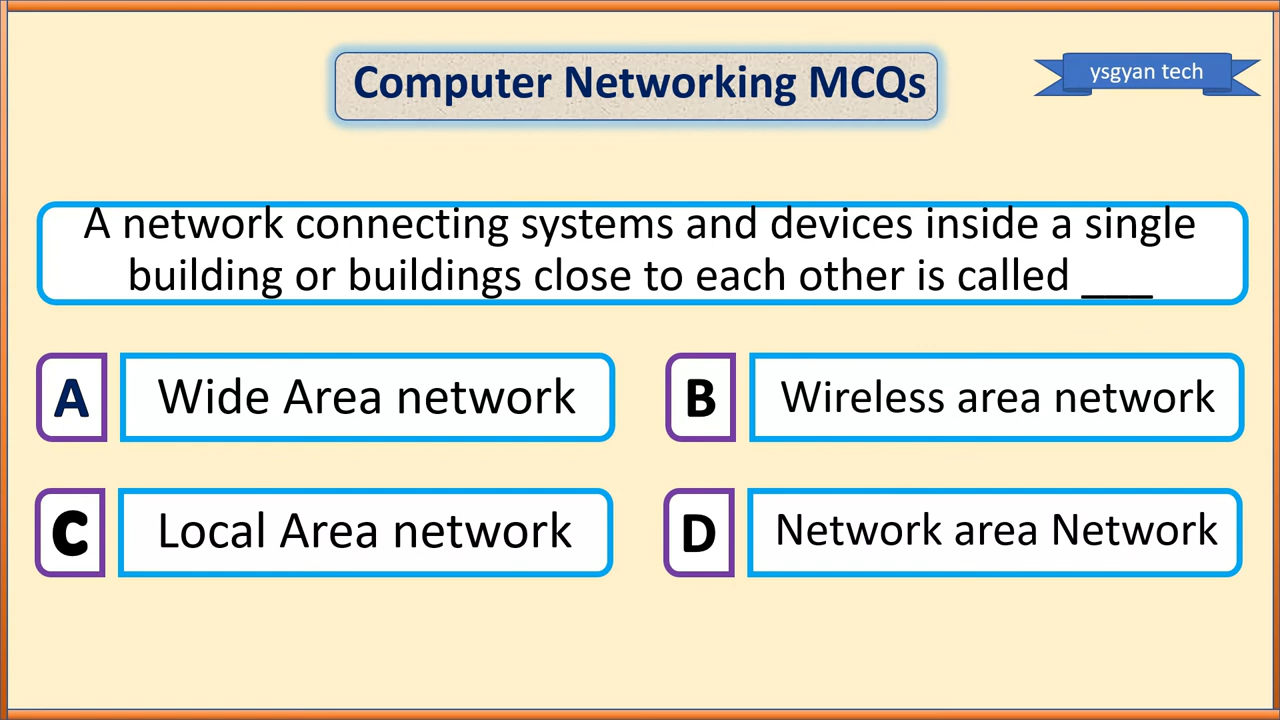 Computer Networking MCQs
ysgyan tech
A network connecting systems and devices inside a single
building or buildings close to each other is called ___
A Wide Area network
B Wireless area network
C Local Area network
D Network area Network